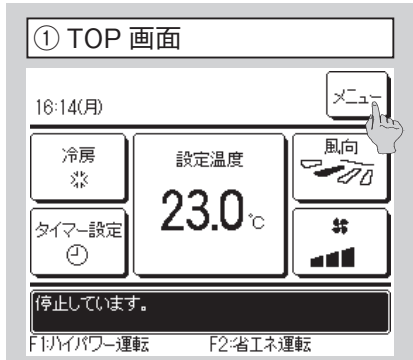 ① TOP 画面
メニュー
16:14(月)
冷房
設定温度
風向
23.0℃
タイマー設定
停止しています。
F1:ハイパワー運転 F2:省エネ運転